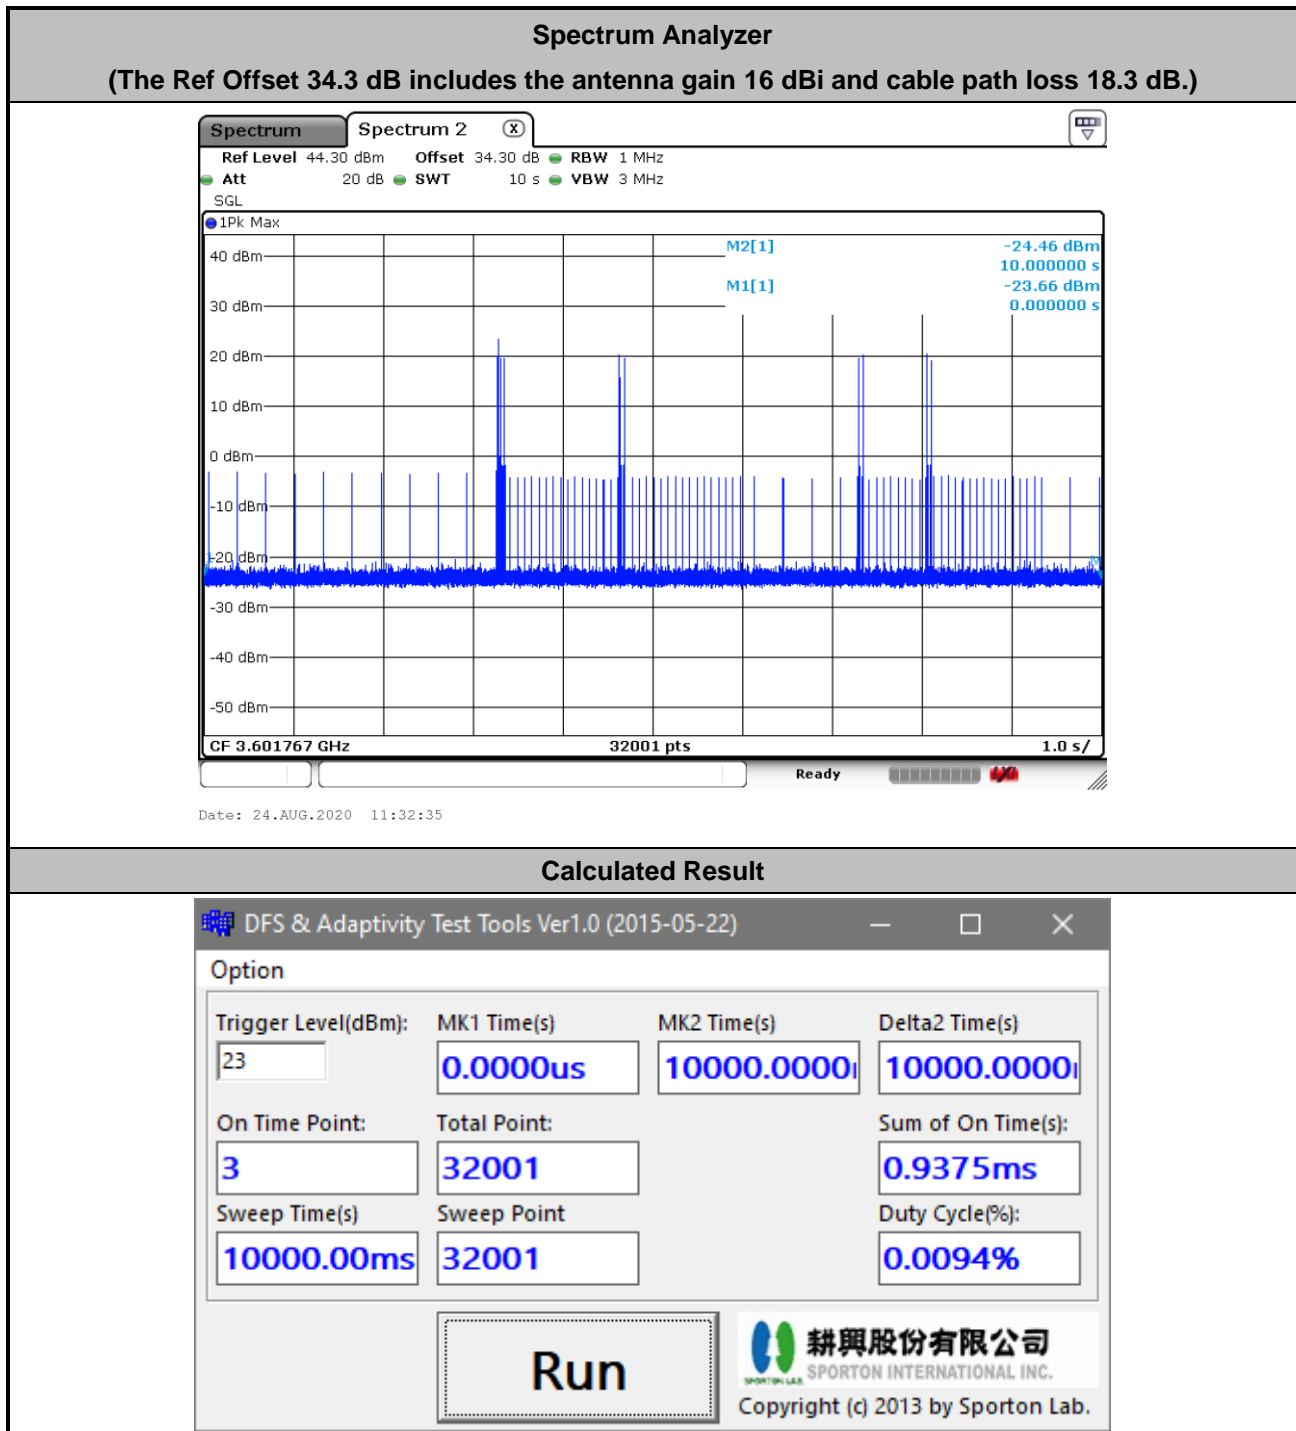 Spectrum Analyzer
(The Ref Offset 34.3 dB includes the antenna gain 16 dBi and cable path loss 18.3 dB.)
Spectrum Spectrum 2 X
Ref Level 44.30 dBm Offset 34.30 dB RBW 1 MHz
Att 20 dB SWT 10 s VBW 3 MHz
SGL
1Pk Max
M2[1] -24.46 dBm
10.000000 s
M1[1] -23.66 dBm
0.000000 s
40 dBm
30 dBm
20 dBm
10 dBm
0 dBm
-10 dBm
-20 dBm
-30 dBm
-40 dBm
-50 dBm
CF 3.601767 GHz 32001 pts 1.0 s/
Ready
Date: 24.AUG.2020 11:32:35
Calculated Result
DFS & Adaptivity Test Tools Ver1.0 (2015-05-22)
Option
Trigger Level(dBm): MK1 Time(s) MK2 Time(s) Delta2 Time(s)
23 0.0000us 10000.0000 10000.0000
On Time Point: Total Point: Sum of On Time(s):
3 32001 0.9375ms
Sweep Time(s) Sweep Point Duty Cycle(%):
10000.00ms 32001 0.0094%
Run
耕興股份有限公司
SPORTON LAB. SPORTON INTERNATIONAL INC.
Copyright (c) 2013 by Sporton Lab.